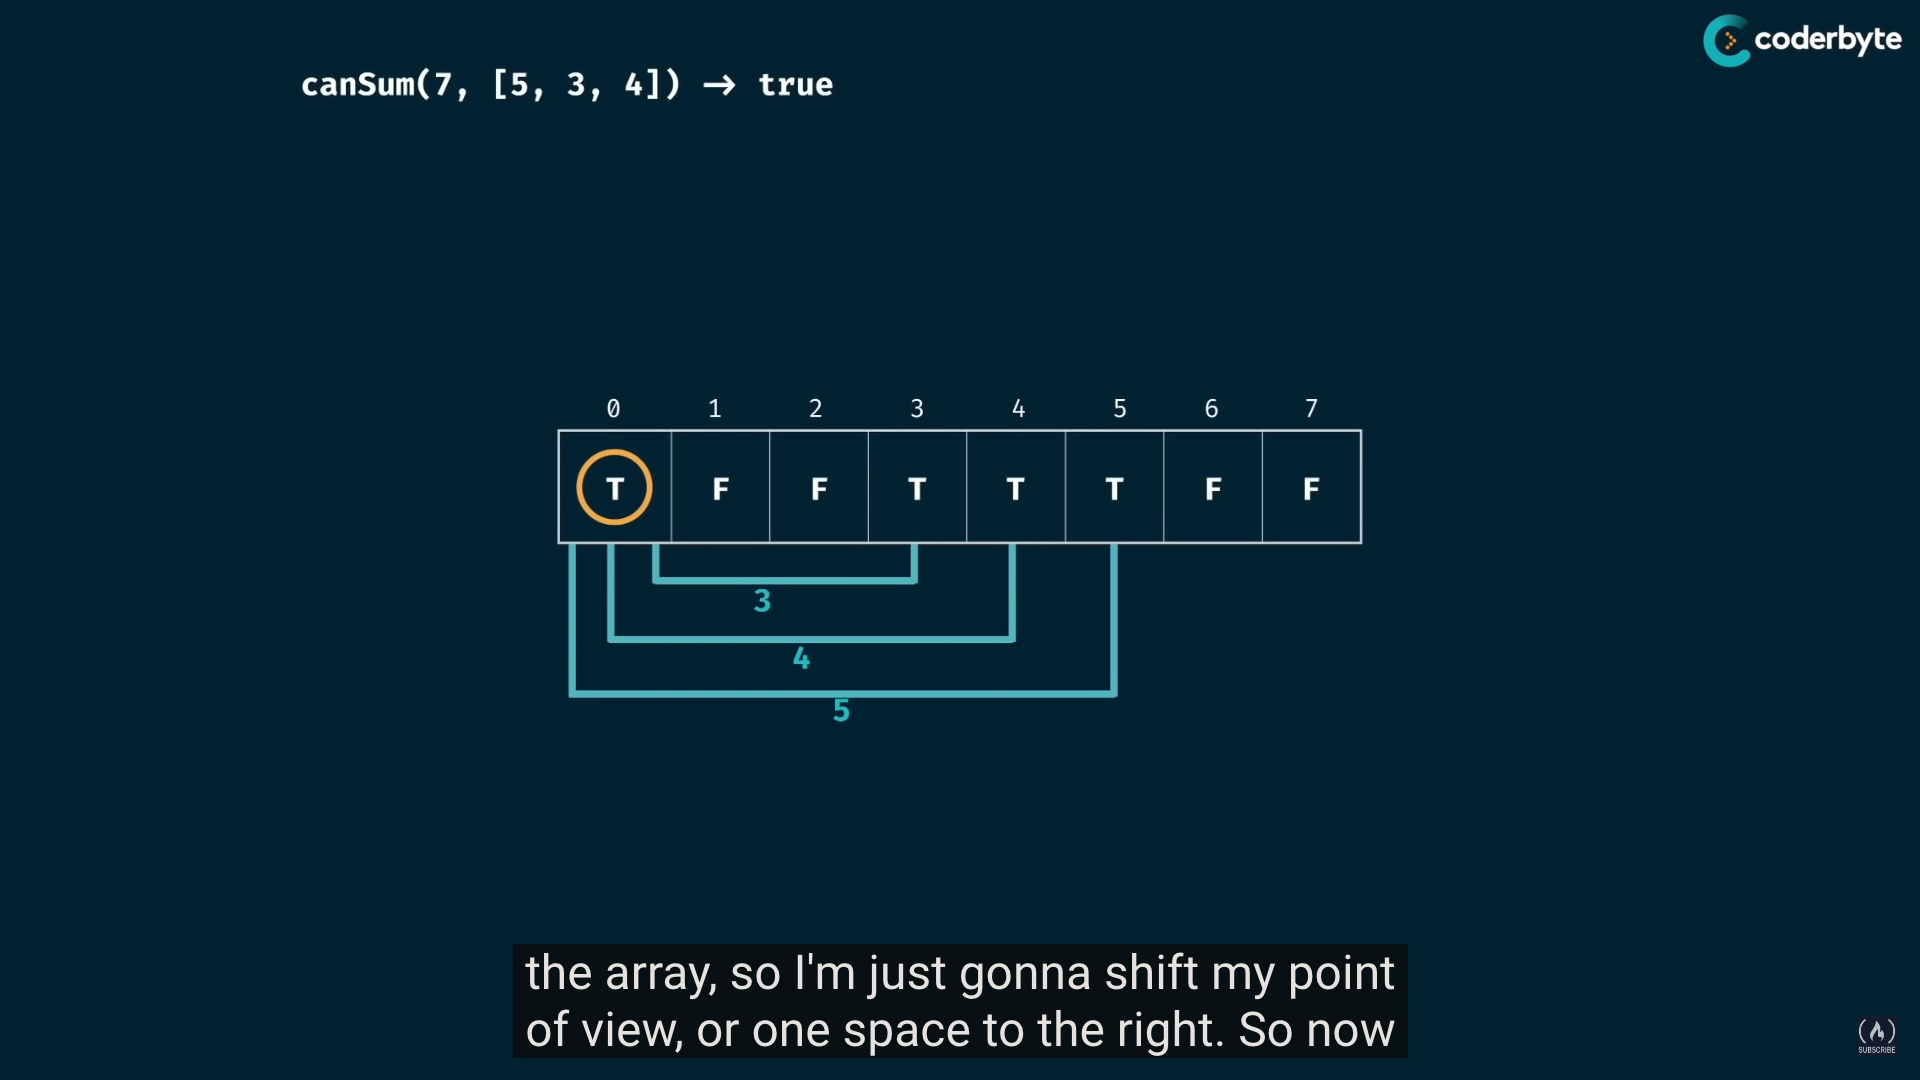 coderbyte
canSum(7, [5, 3, 4]) → true
0 1 2 3 4 5 6 7
T F F T T T F F
3
4
5
the array, so I'm just gonna shift my point
of view, or one space to the right. So now
SUBSCRIBE